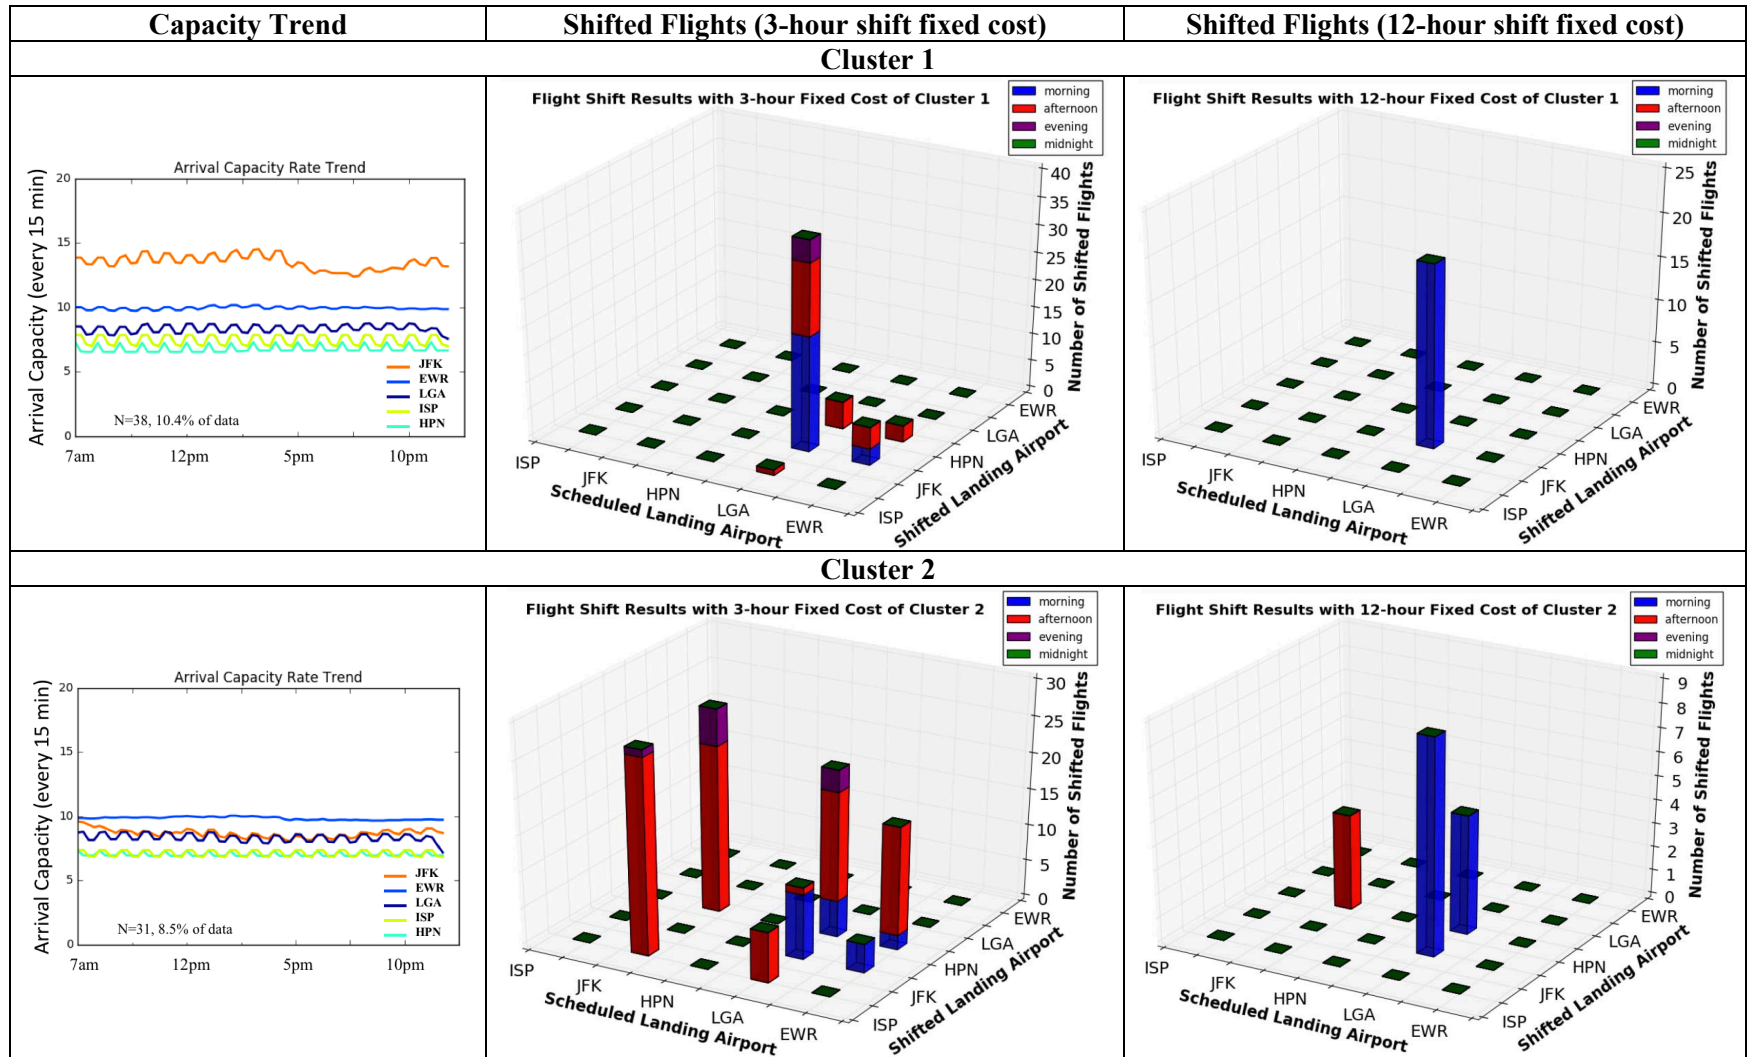 Capacity Trend
Shifted Flights (3-hour shift fixed cost)
Shifted Flights (12-hour shift fixed cost)
Cluster 1
Arrival Capacity Rate Trend
Arrival Capacity (every 15 min)
20
15
10
5
0
7am 12pm 5pm 10pm
JFK
EWR
LGA
ISP
HPN
N=38, 10.4% of data
Flight Shift Results with 3-hour Fixed Cost of Cluster 1
morning
afternoon
evening
midnight
40
35
30
25
20
15
10
5
0
Number of Shifted Flights
ISP
JFK
HPN
LGA
EWR
Scheduled Landing Airport
EWR
LGA
HPN
JFK
ISP
Shifted Landing Airport
Flight Shift Results with 12-hour Fixed Cost of Cluster 1
morning
afternoon
evening
midnight
25
20
15
10
5
0
Number of Shifted Flights
ISP
JFK
HPN
LGA
EWR
Scheduled Landing Airport
EWR
LGA
HPN
JFK
ISP
Shifted Landing Airport
Cluster 2
Arrival Capacity Rate Trend
Arrival Capacity (every 15 min)
20
15
10
5
0
7am 12pm 5pm 10pm
JFK
EWR
LGA
ISP
HPN
N=31, 8.5% of data
Flight Shift Results with 3-hour Fixed Cost of Cluster 2
morning
afternoon
evening
midnight
30
25
20
15
10
5
0
Number of Shifted Flights
ISP
JFK
HPN
LGA
EWR
Scheduled Landing Airport
EWR
LGA
HPN
JFK
ISP
Shifted Landing Airport
Flight Shift Results with 12-hour Fixed Cost of Cluster 2
morning
afternoon
evening
midnight
9
8
7
6
5
4
3
2
1
0
Number of Shifted Flights
ISP
JFK
HPN
LGA
EWR
Scheduled Landing Airport
EWR
LGA
HPN
JFK
ISP
Shifted Landing Airport